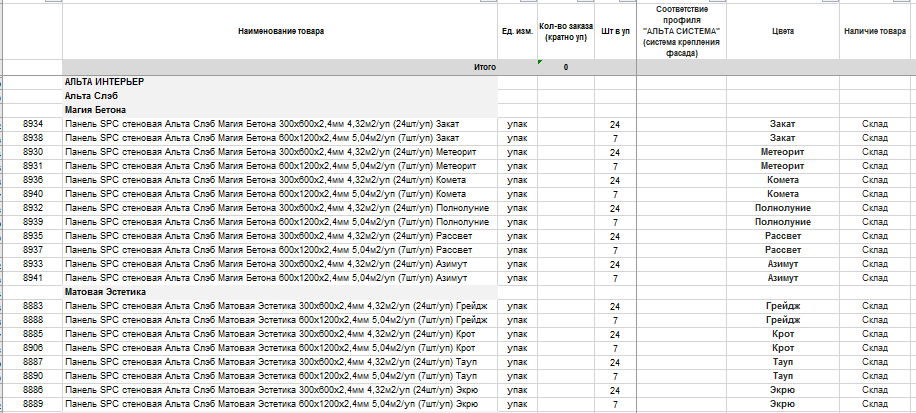 Наименование товара Ед. изм. Кол-во заказа (кратно уп) Шт в уп Соответствие профиля "АЛЬТА СИСТЕМА" (система крепления фасада) Цвета Наличие товара
Итого 0
АЛЬТА ИНТЕРЬЕР
Альта Слэб
Магия Бетона
8934 Панель SPC стеновая Альта Слэб Магия Бетона 300х600х2,4мм 4,32м2/уп (24шт/уп) Закат упак 24 Закат Склад
8938 Панель SPC стеновая Альта Слэб Магия Бетона 600х1200х2,4мм 5,04м2/уп (7шт/уп) Закат упак 7 Закат Склад
8930 Панель SPC стеновая Альта Слэб Магия Бетона 300х600х2,4мм 4,32м2/уп (24шт/уп) Метеорит упак 24 Метеорит Склад
8931 Панель SPC стеновая Альта Слэб Магия Бетона 600х1200х2,4мм 5,04м2/уп (7шт/уп) Метеорит упак 7 Метеорит Склад
8936 Панель SPC стеновая Альта Слэб Магия Бетона 300х600х2,4мм 4,32м2/уп (24шт/уп) Комета упак 24 Комета Склад
8940 Панель SPC стеновая Альта Слэб Магия Бетона 600х1200х2,4мм 5,04м2/уп (7шт/уп) Комета упак 7 Комета Склад
8932 Панель SPC стеновая Альта Слэб Магия Бетона 300х600х2,4мм 4,32м2/уп (24шт/уп) Полнолуние упак 24 Полнолуние Склад
8939 Панель SPC стеновая Альта Слэб Магия Бетона 600х1200х2,4мм 5,04м2/уп (7шт/уп) Полнолуние упак 7 Полнолуние Склад
8935 Панель SPC стеновая Альта Слэб Магия Бетона 300х600х2,4мм 4,32м2/уп (24шт/уп) Рассвет упак 24 Рассвет Склад
8937 Панель SPC стеновая Альта Слэб Магия Бетона 600х1200х2,4мм 5,04м2/уп (7шт/уп) Рассвет упак 7 Рассвет Склад
8933 Панель SPC стеновая Альта Слэб Магия Бетона 300х600х2,4мм 4,32м2/уп (24шт/уп) Азимут упак 24 Азимут Склад
8941 Панель SPC стеновая Альта Слэб Магия Бетона 600х1200х2,4мм 5,04м2/уп (7шт/уп) Азимут упак 7 Азимут Склад
Матовая Эстетика
8883 Панель SPC стеновая Альта Слэб Матовая Эстетика 300х600х2,4мм 4,32м2/уп (24шт/уп) Грейдж упак 24 Грейдж Склад
8888 Панель SPC стеновая Альта Слэб Матовая Эстетика 600х1200х2,4мм 5,04м2/уп (7шт/уп) Грейдж упак 7 Грейдж Склад
8885 Панель SPC стеновая Альта Слэб Матовая Эстетика 300х600х2,4мм 4,32м2/уп (24шт/уп) Крот упак 24 Крот Склад
8906 Панель SPC стеновая Альта Слэб Матовая Эстетика 600х1200х2,4мм 5,04м2/уп (7шт/уп) Крот упак 7 Крот Склад
8887 Панель SPC стеновая Альта Слэб Матовая Эстетика 300х600х2,4мм 4,32м2/уп (24шт/уп) Тауп упак 24 Тауп Склад
8890 Панель SPC стеновая Альта Слэб Матовая Эстетика 600х1200х2,4мм 5,04м2/уп (7шт/уп) Тауп упак 7 Тауп Склад
8886 Панель SPC стеновая Альта Слэб Матовая Эстетика 300х600х2,4мм 4,32м2/уп (24шт/уп) Экрю упак 24 Экрю Склад
8889 Панель SPC стеновая Альта Слэб Матовая Эстетика 600х1200х2,4мм 5,04м2/уп (7шт/уп) Экрю упак 7 Экрю Склад